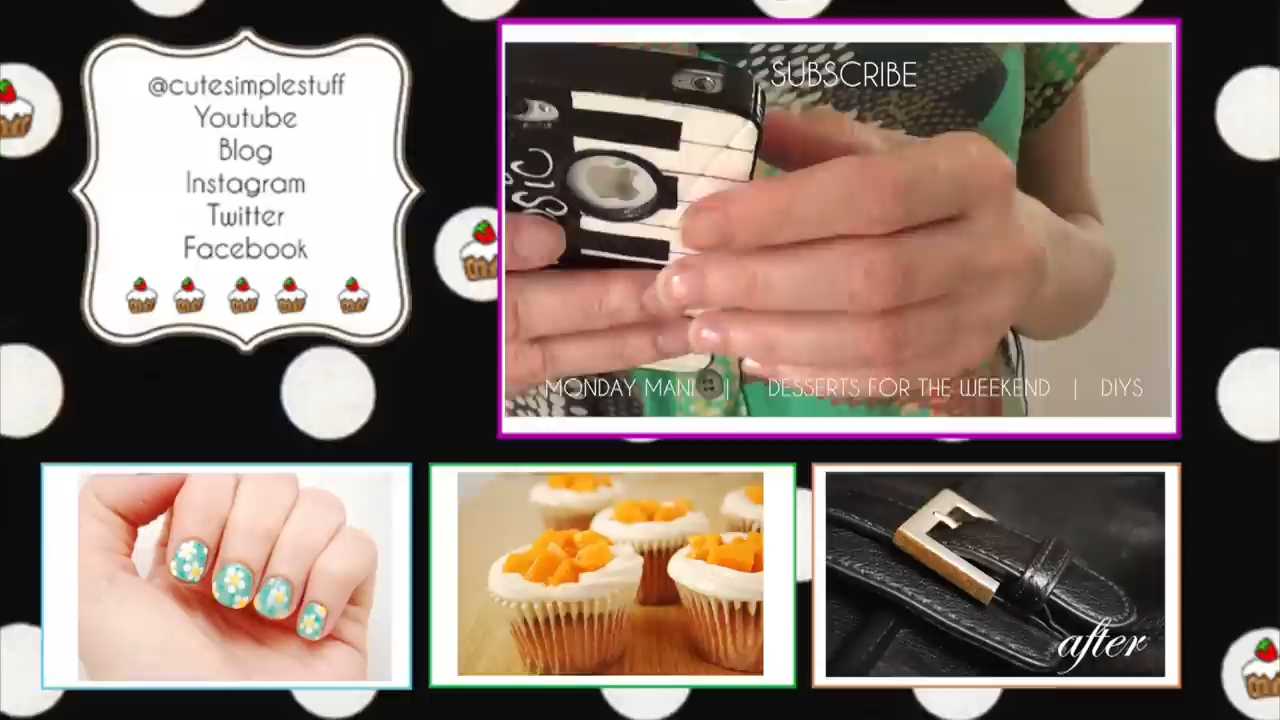 @cutesimplestuff
Youtube
Blog
Instagram
Twitter
Facebook
SUBSCRIBE
MONDAY MANI | DESSERTS FOR THE WEEKEND | DIYS
after